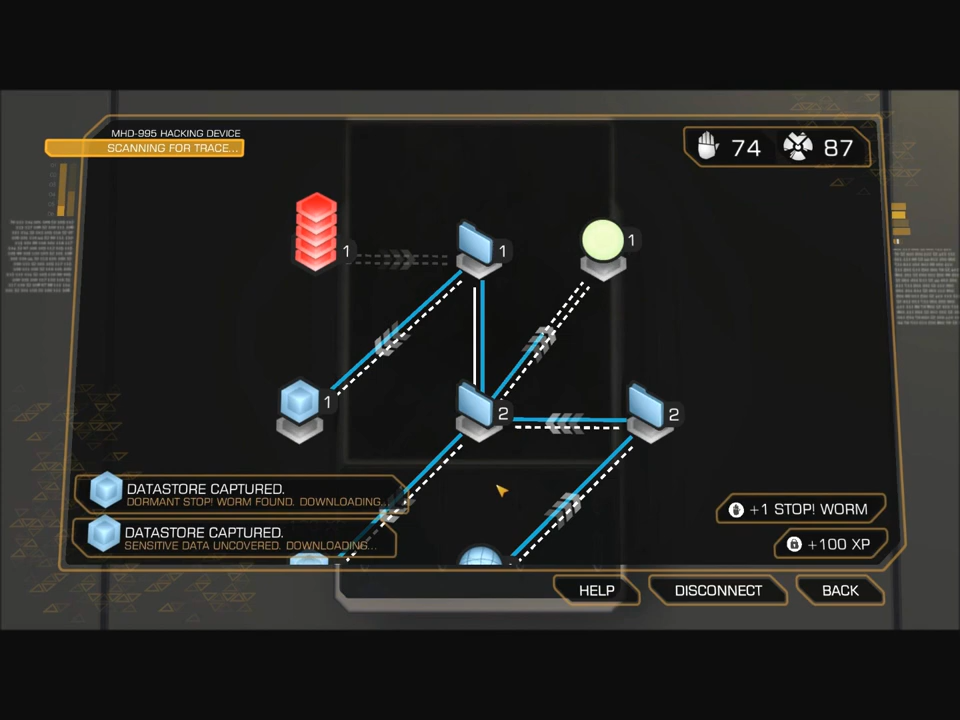 MHD-995 HACKING DEVICE
SCANNING FOR TRACE...
74
87
1
1
1
1
2
2
DATASTORE CAPTURED.
DORMANT STOP! WORM FOUND. DOWNLOADING...
DATASTORE CAPTURED.
SENSITIVE DATA UNCOVERED. DOWNLOADING...
+1 STOP! WORM
+100 XP
HELP
DISCONNECT
BACK